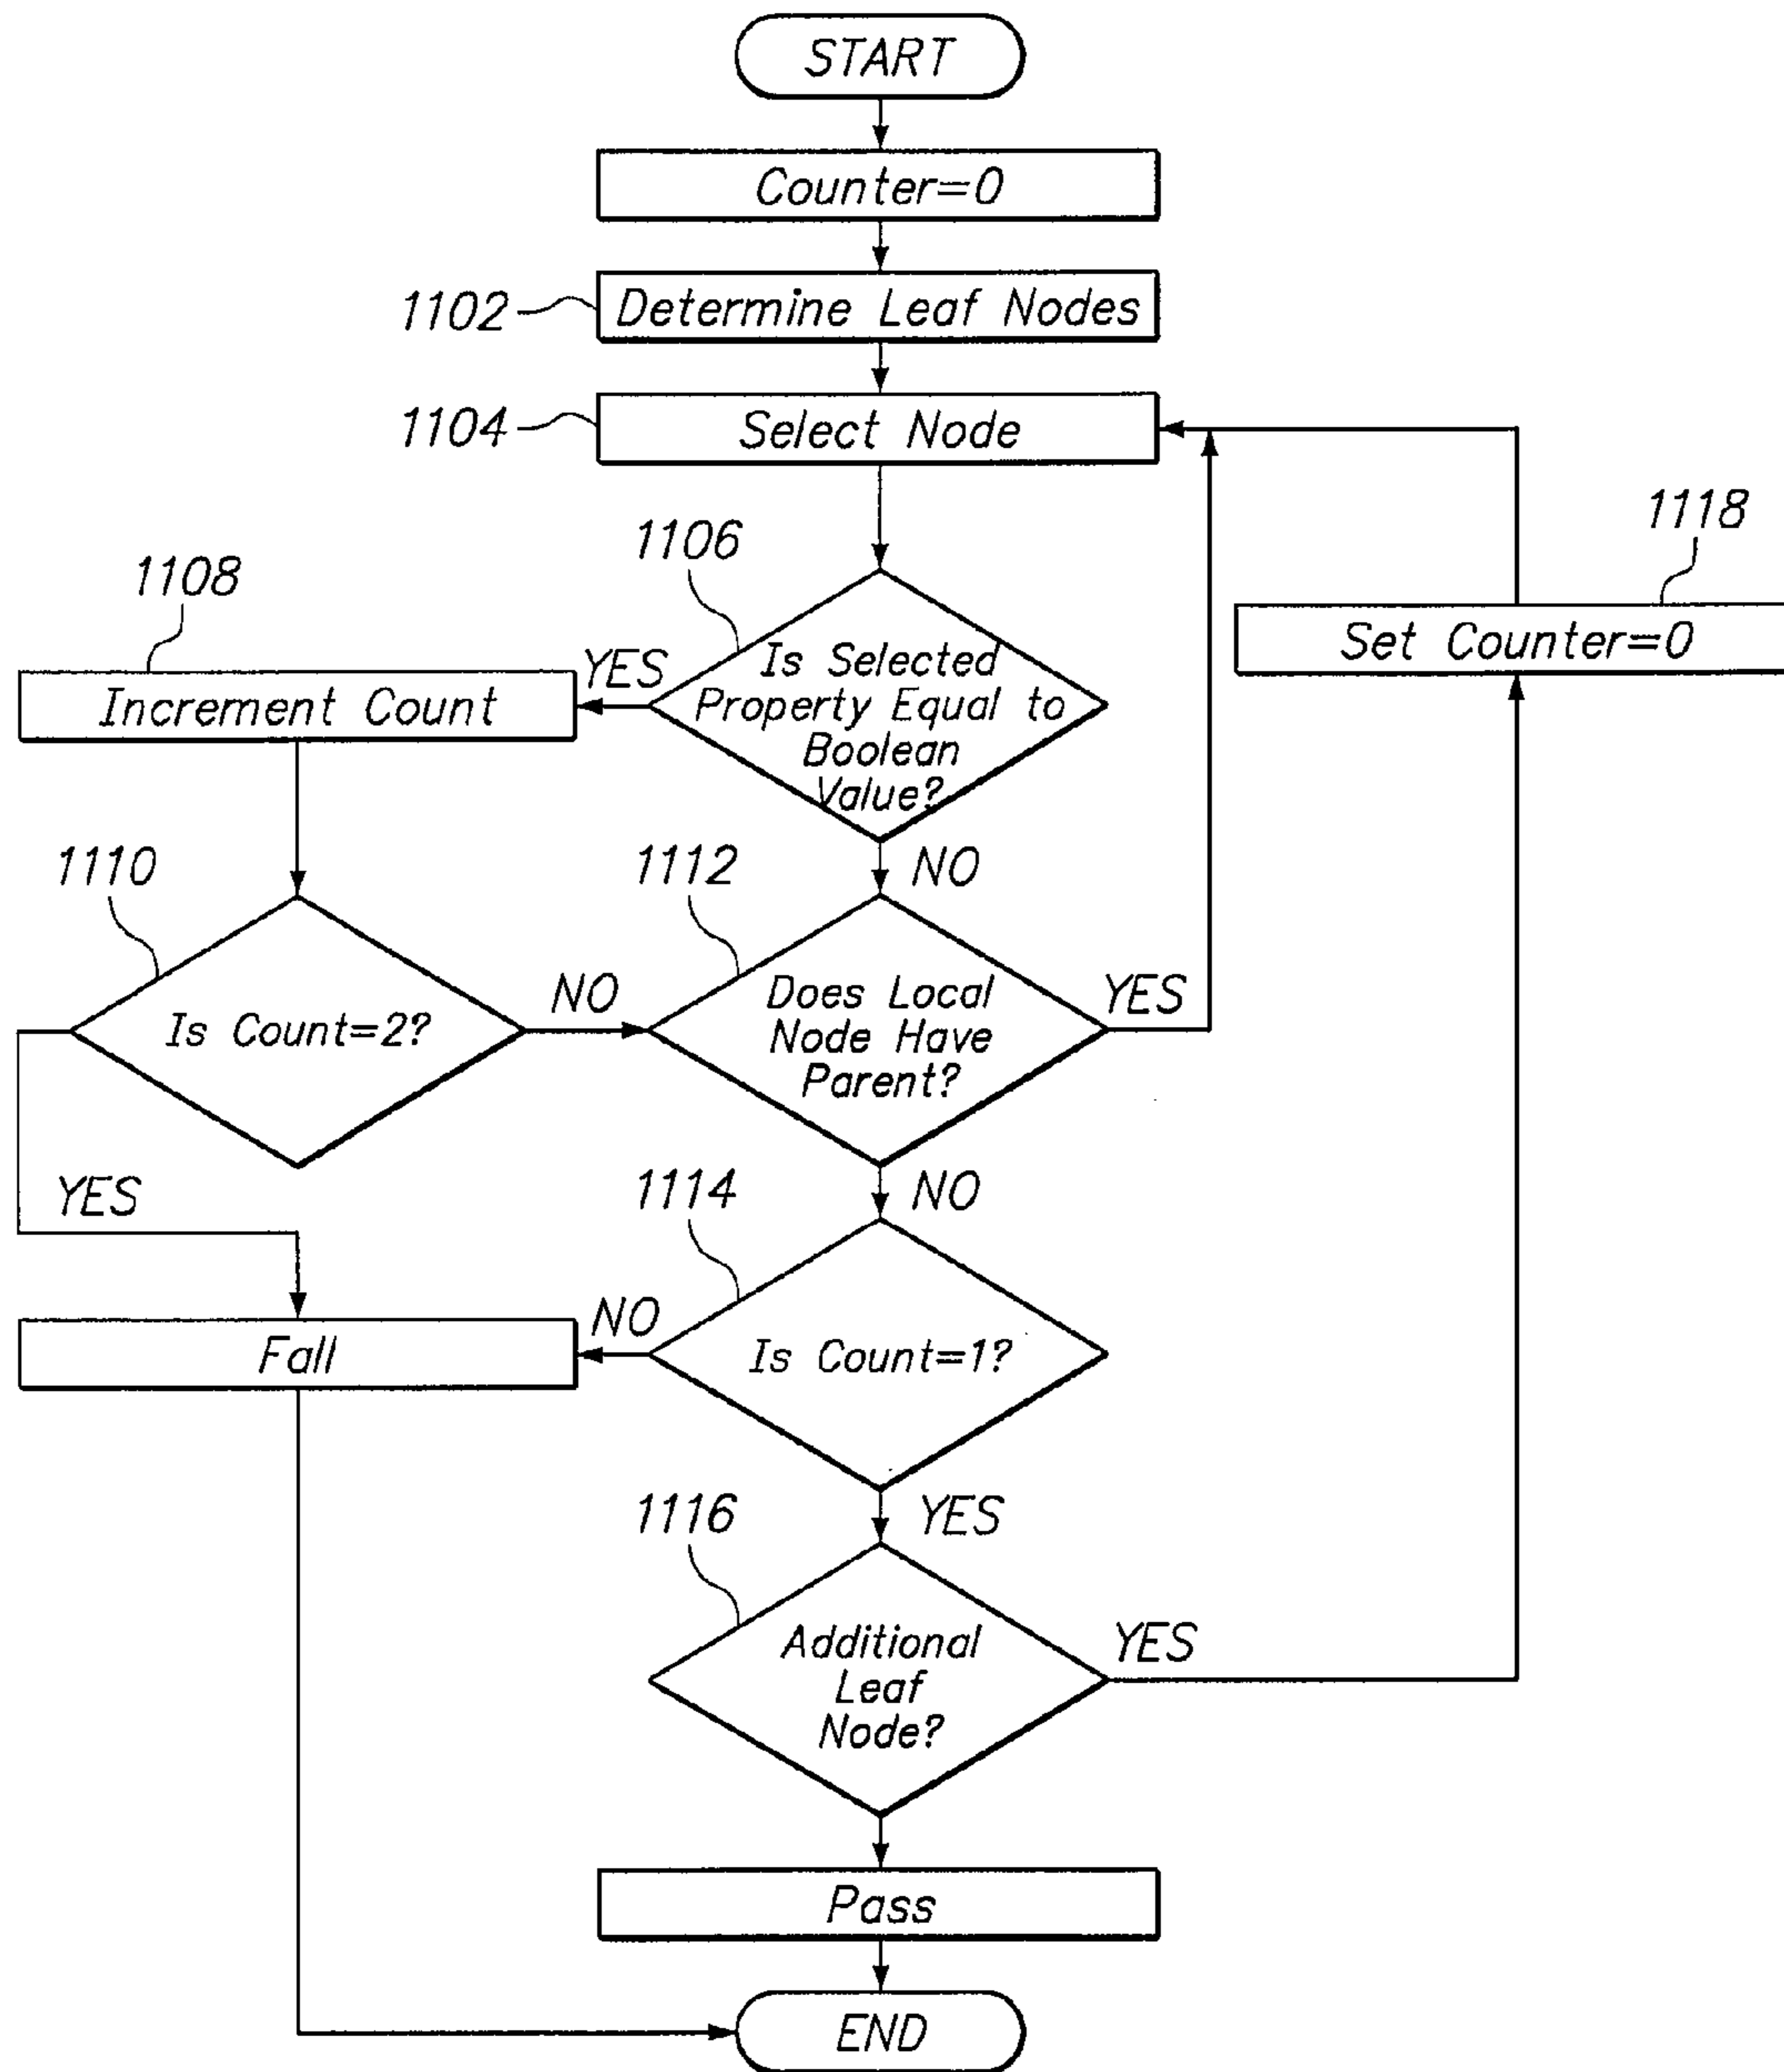 START
Counter=0
1102
Determine Leaf Nodes
1104
Select Node
1106
1118
1108
Is Selected
Property Equal to
Boolean
Value?
YES
Set Counter=0
Increment Count
NO
1110
1112
Is Count=2?
NO
Does Local
Node Have
Parent?
YES
YES
NO
1114
Fall
NO
Is Count=1?
YES
1116
Additional
Leaf
Node?
YES
Pass
END